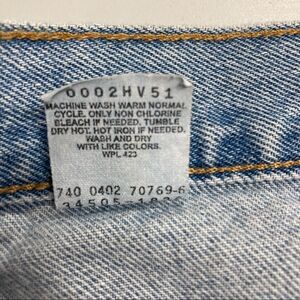 0002HV51
MACHINE WASH WARM NORMAL
CYCLE. ONLY NON CHLORINE
BLEACH IF NEEDED. TUMBLE
DRY HOT. HOT IRON IF NEEDED.
WASH AND DRY
WITH LIKE COLORS.
WPL 423
740 0402 70769-6
34505